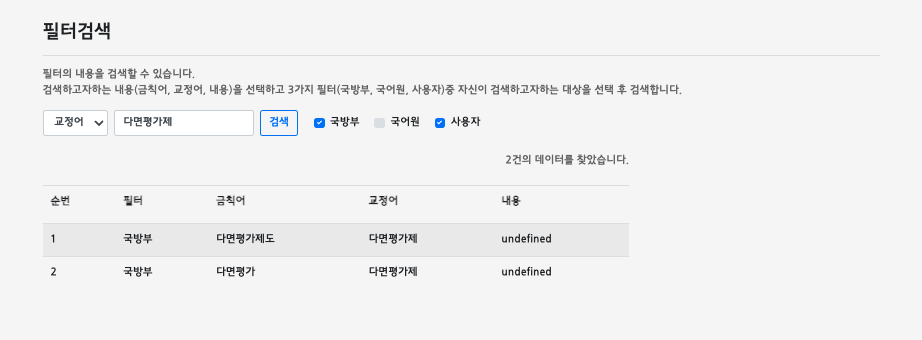 필터검색
필터의 내용을 검색할 수 있습니다.
검색하고자하는 내용(금칙어, 교정어, 내용)을 선택하고 3가지 필터(국방부, 국어원, 사용자)중 자신이 검색하고자하는 대상을 선택 후 검색합니다.
교정어 다면평가제 검색 국방부 국어원 사용자
2건의 데이터를 찾았습니다.
순번 필터 금칙어 교정어 내용
1 국방부 다면평가제도 다면평가제 undefined
2 국방부 다면평가 다면평가제 undefined